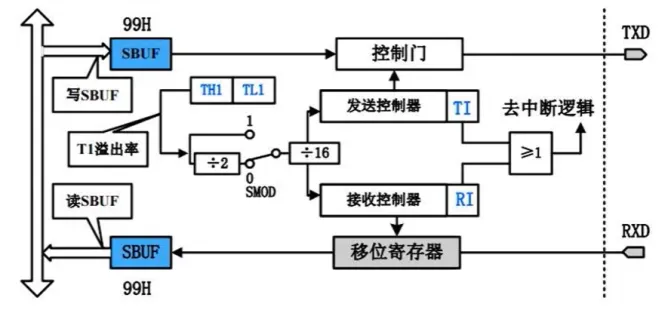 99H
TXD
SBUF
控制门
写SBUF
TH1 TL1
发送控制器 TI
去中断逻辑
T1溢出率
1
÷2
÷16
≥1
0
SMOD
读SBUF
接收控制器 RI
RXD
SBUF
移位寄存器
99H